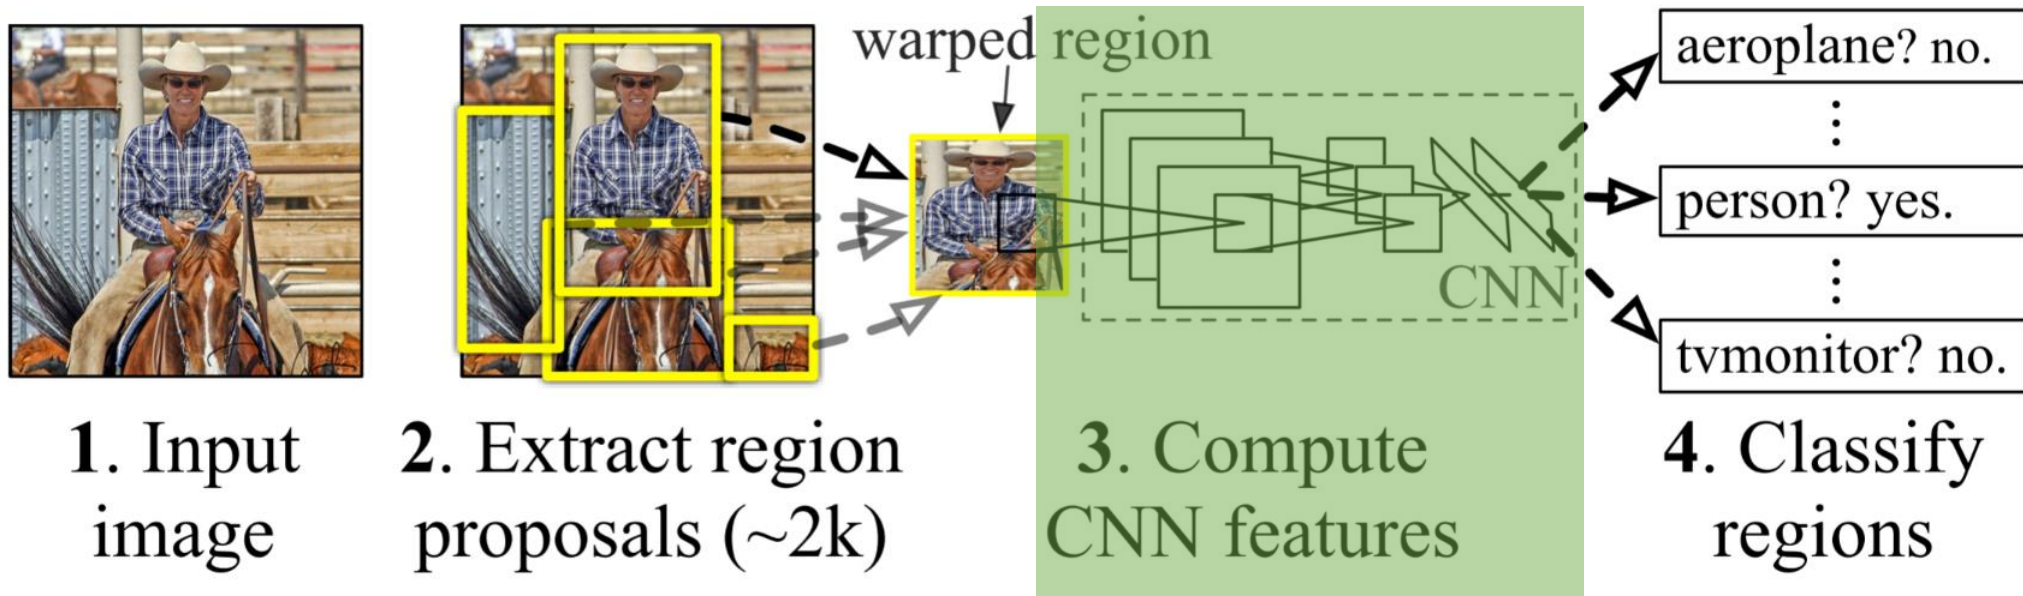 warped region
aeroplane? no.
person? yes.
CNN
tvmonitor? no.
1. Input
image
2. Extract region
proposals (~2k)
3. Compute
CNN features
4. Classify
regions